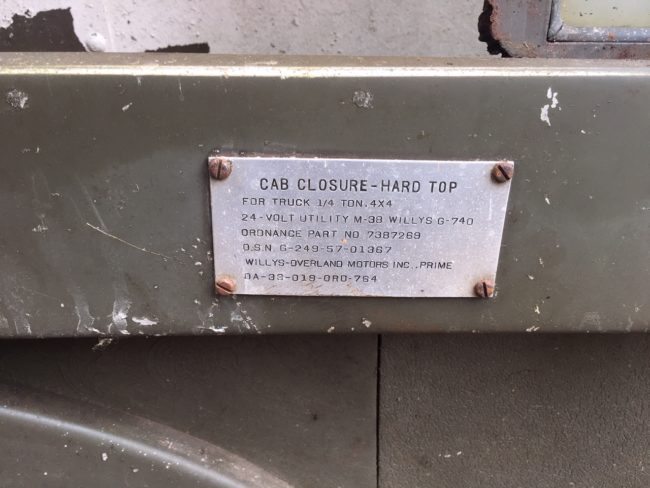 CAB CLOSURE-HARD TOP
FOR TRUCK 1/4 TON.4X4
24-VOLT UTILITY M-38 WILLYS G-740
ORDNANCE PART NO 7387269
O.S.N. G-249-57-01367
WILLYS-OVERLAND MOTORS INC., PRIME
DA-33-019-ORD-764